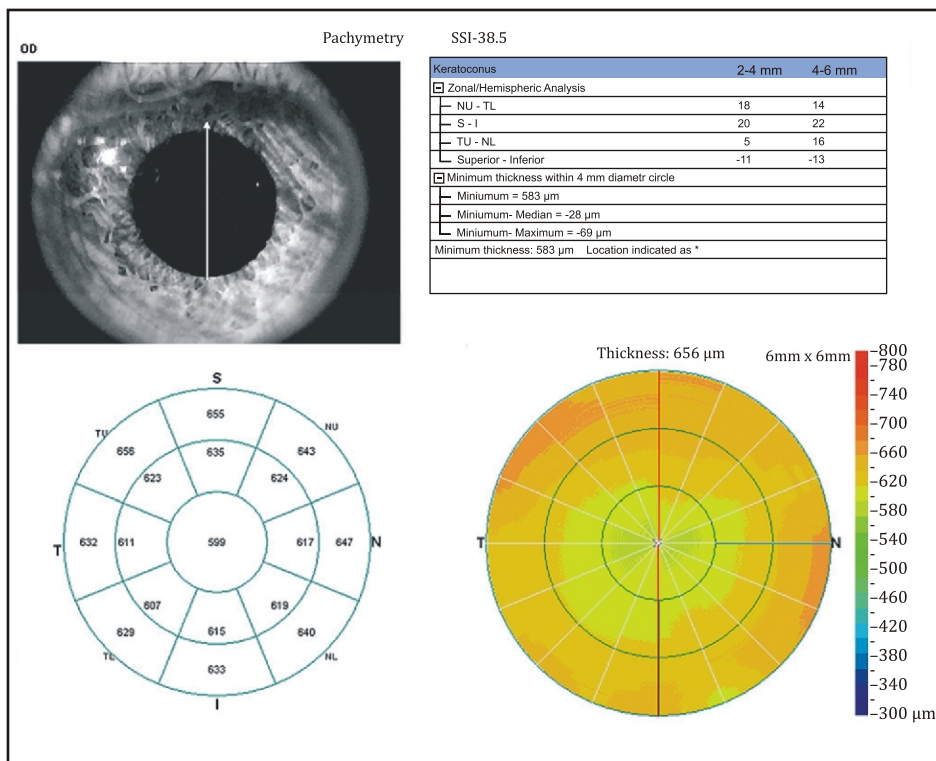 Pachymetry SSI-38.5
OD
Keratoconus 2-4 mm 4-6 mm
Zonal/Hemispheric Analysis
NU - TL 18 14
S - I 20 22
TU - NL 5 16
Superior - Inferior -11 -13
Minimum thickness within 4 mm diametr circle
Miniumum = 583 µm
Miniumum- Median = -28 µm
Miniumum- Maximum = -69 µm
Minimum thickness: 583 µm Location indicated as *
S
655
TU NU
656 643
635
623 624
T 632 611 599 617 647 N
607 619
615
629 640
TL NL
633
I
Thickness: 656 µm 6mm x 6mm
T N
800
780
740
700
660
620
580
540
500
460
420
380
340
300 µm